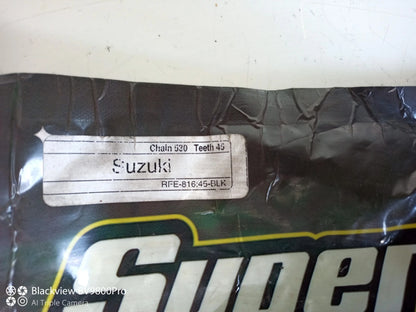 Chain 530 Teeth 45
Suzuki
RFE-816:45-BLK
Super
Blackview BV9800Pro
AI Triple Camera